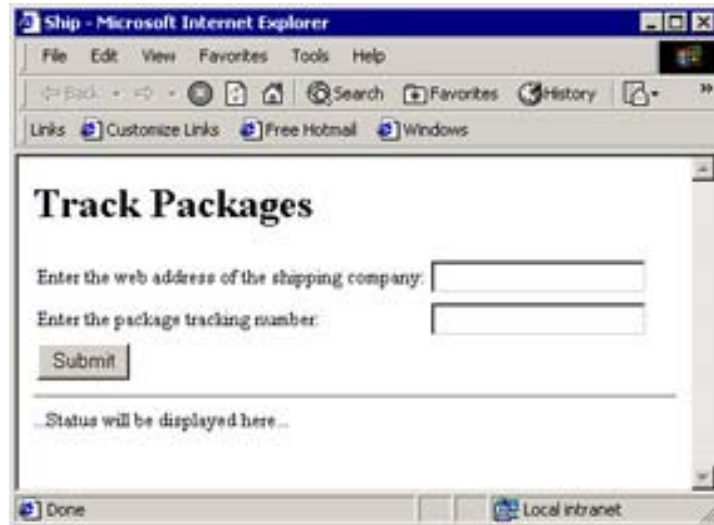 Ship - Microsoft Internet Explorer
File Edit View Favorites Tools Help
Back Search Favorites History »
Links Customize Links Free Hotmail Windows
Track Packages
Enter the web address of the shipping company:
Enter the package tracking number:
Submit
...Status will be displayed here...
Done Local intranet